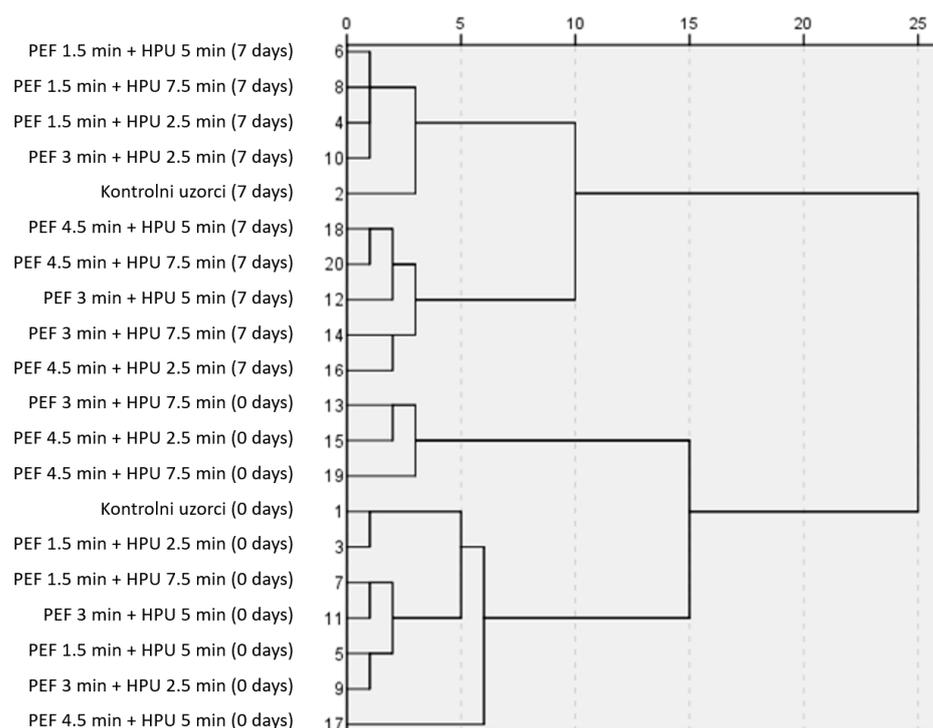 0 5 10 15 20 25
PEF 1.5 min + HPU 5 min (7 days) 6
PEF 1.5 min + HPU 7.5 min (7 days) 8
PEF 1.5 min + HPU 2.5 min (7 days) 4
PEF 3 min + HPU 2.5 min (7 days) 10
Kontrolni uzorci (7 days) 2
PEF 4.5 min + HPU 5 min (7 days) 18
PEF 4.5 min + HPU 7.5 min (7 days) 20
PEF 3 min + HPU 5 min (7 days) 12
PEF 3 min + HPU 7.5 min (7 days) 14
PEF 4.5 min + HPU 2.5 min (7 days) 16
PEF 3 min + HPU 7.5 min (0 days) 13
PEF 4.5 min + HPU 2.5 min (0 days) 15
PEF 4.5 min + HPU 7.5 min (0 days) 19
Kontrolni uzorci (0 days) 1
PEF 1.5 min + HPU 2.5 min (0 days) 3
PEF 1.5 min + HPU 7.5 min (0 days) 7
PEF 3 min + HPU 5 min (0 days) 11
PEF 1.5 min + HPU 5 min (0 days) 5
PEF 3 min + HPU 2.5 min (0 days) 9
PEF 4.5 min + HPU 5 min (0 days) 17